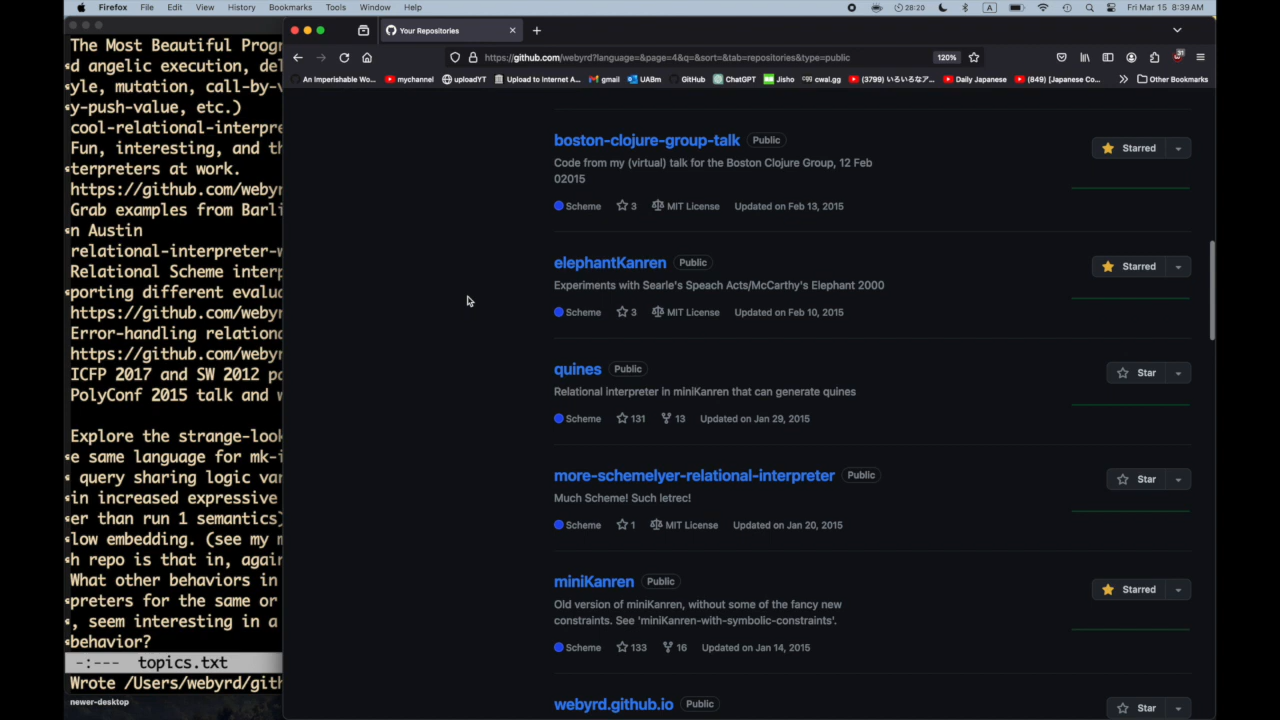 Firefox File Edit View History Bookmarks Tools Window Help 28:20 A Fri Mar 15 8:39 AM
Your Repositories
https://github.com/webyrd?language=&page=4&q=&sort=&tab=repositories&type=public 120% 31
An Imperishable Wo... mychannel uploadYT Upload to Internet A... gmail UABm GitHub ChatGPT Jisho cwal.gg (3799) いろいろなア... Daily Japanese (849) [Japanese Co... Other Bookmarks
The Most Beautiful Progr
d angelic execution, del
yle, mutation, call-by-v
y-push-value, etc.)
cool-relational-interpre
Fun, interesting, and th
terpreters at work.
https://github.com/webyr
Grab examples from Barli
n Austin
relational-interpreter-w
Relational Scheme interp
porting different evalua
https://github.com/webyr
Error-handling relationa
https://github.com/webyr
ICFP 2017 and SW 2012 pa
PolyConf 2015 talk and w
Explore the strange-look
e same language for mk-i
query sharing logic var
in increased expressive
er than run 1 semantics)
low embedding. (see my m
h repo is that in, again
What other behaviors in
preters for the same or
, seem interesting in a
behavior?
-:--- topics.txt
Wrote /Users/webyrd/gith
newer-desktop
boston-clojure-group-talk Public
Starred
Code from my (virtual) talk for the Boston Clojure Group, 12 Feb
02015
Scheme 3 MIT License Updated on Feb 13, 2015
elephantKanren Public
Starred
Experiments with Searle's Speach Acts/McCarthy's Elephant 2000
Scheme 3 MIT License Updated on Feb 10, 2015
quines Public
Star
Relational interpreter in miniKanren that can generate quines
Scheme 131 13 Updated on Jan 29, 2015
more-schemelyer-relational-interpreter Public
Star
Much Scheme! Such letrec!
Scheme 1 MIT License Updated on Jan 20, 2015
miniKanren Public
Starred
Old version of miniKanren, without some of the fancy new
constraints. See 'miniKanren-with-symbolic-constraints'.
Scheme 133 16 Updated on Jan 14, 2015
webyrd.github.io Public
Star